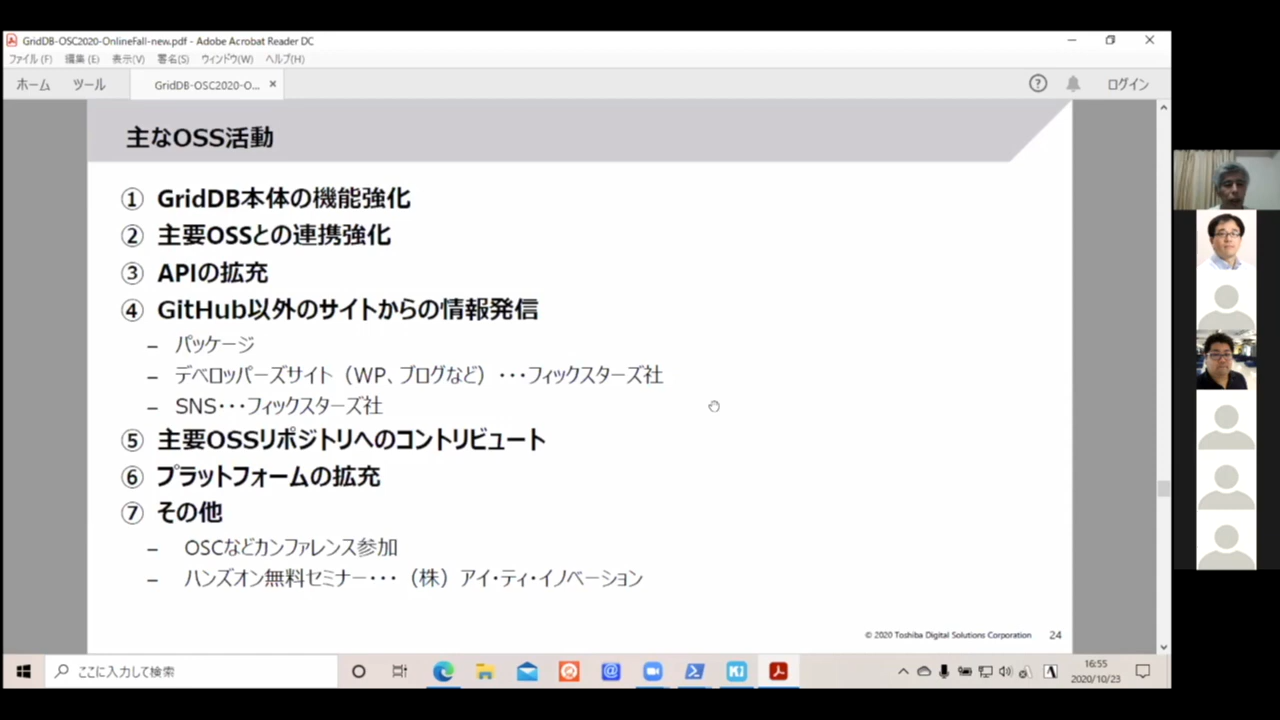 GridDB-OSC2020-OnlineFall-new.pdf - Adobe Acrobat Reader DC
ファイル(F) 編集(E) 表示(V) 署名(S) ウィンドウ(W) ヘルプ(H)
ホーム ツール GridDB-OSC2020-O... × ログイン
主なOSS活動
① GridDB本体の機能強化
② 主要OSSとの連携強化
③ APIの拡充
④ GitHub以外のサイトからの情報発信
– パッケージ
– デベロッパーズサイト（WP、ブログなど）・・・フィックスターズ社
– SNS・・・フィックスターズ社
⑤ 主要OSSリポジトリへのコントリビュート
⑥ プラットフォームの拡充
⑦ その他
– OSCなどカンファレンス参加
– ハンズオン無料セミナー・・・（株）アイ・ティ・イノベーション
© 2020 Toshiba Digital Solutions Corporation 24
ここに入力して検索
A
16:55
2020/10/23